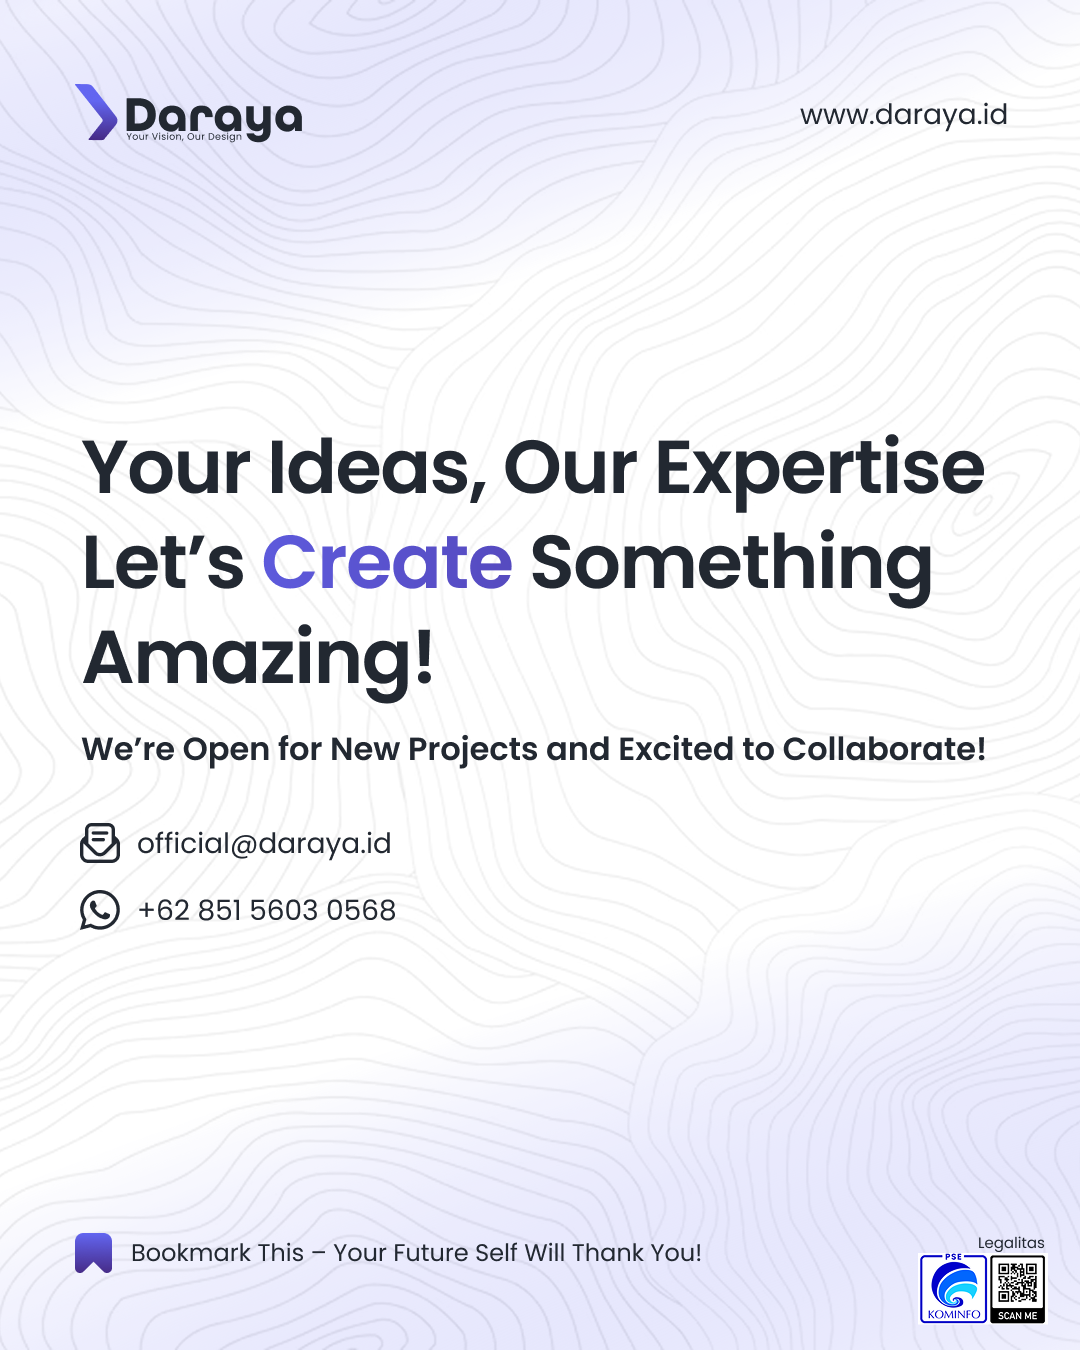 Daraya
Your Vision, Our Design
www.daraya.id
Your Ideas, Our Expertise
Let’s Create Something
Amazing!
We’re Open for New Projects and Excited to Collaborate!
official@daraya.id
+62 851 5603 0568
Bookmark This – Your Future Self Will Thank You!
Legalitas
PSE
KOMINFO
SCAN ME